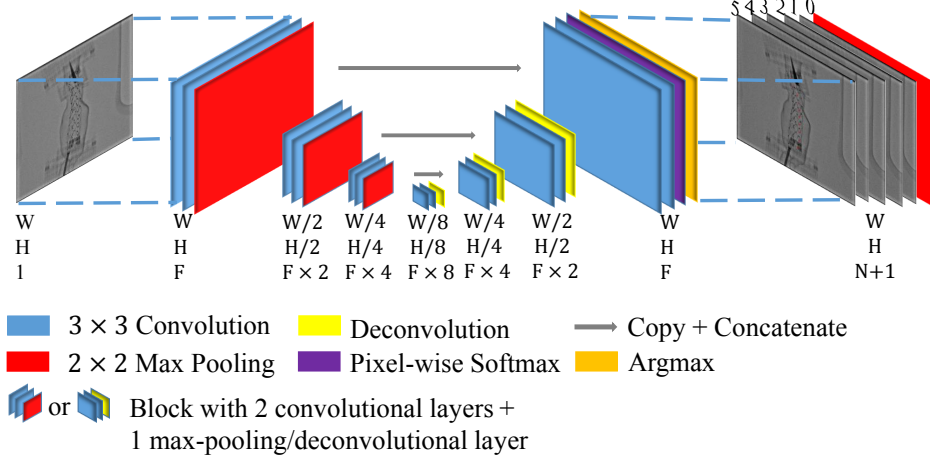 5 4 3 2 1 0
W W W/2 W/4 W/8 W/4 W/2 W W
H H H/2 H/4 H/8 H/4 H/2 H H
1 F F × 2 F × 4 F × 8 F × 4 F × 2 F N+1
3 × 3 Convolution Deconvolution Copy + Concatenate
2 × 2 Max Pooling Pixel-wise Softmax Argmax
or Block with 2 convolutional layers +
1 max-pooling/deconvolutional layer